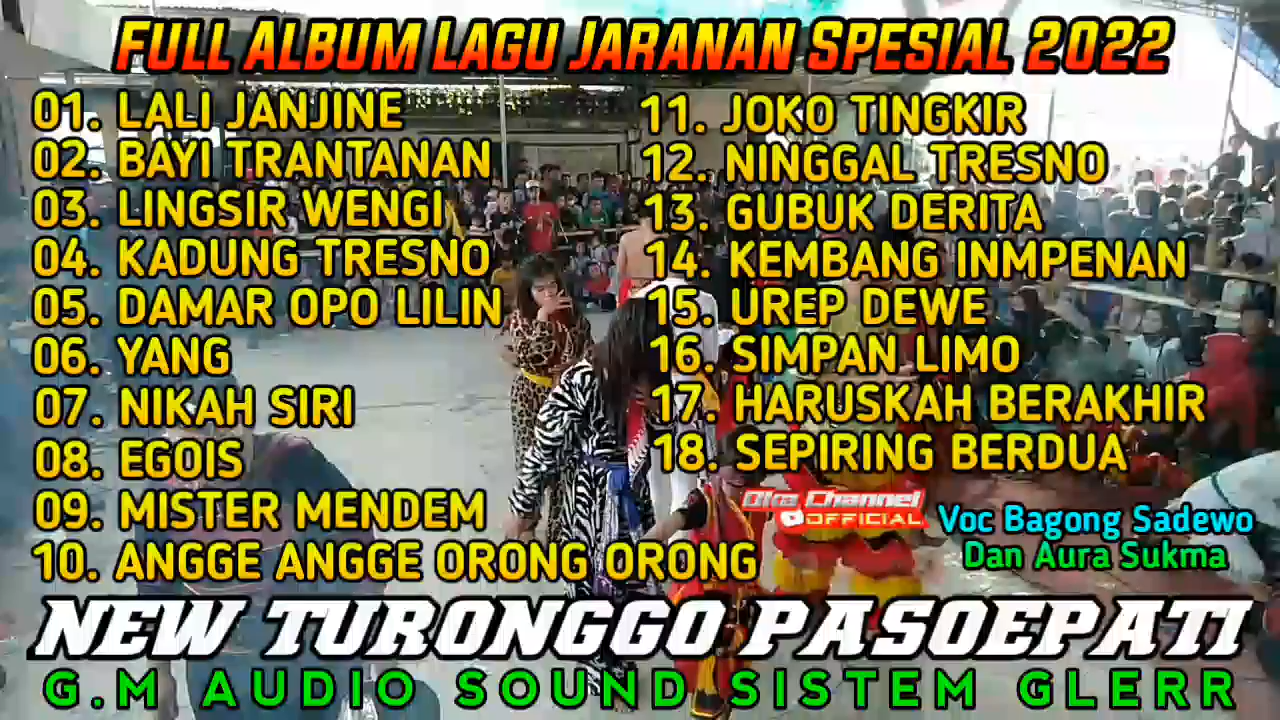 FULL ALBUM LAGU JARANAN SPESIAL 2022
01. LALI JANJINE
02. BAYI TRANTANAN
03. LINGSIR WENGI
04. KADUNG TRESNO
05. DAMAR OPO LILIN
06. YANG
07. NIKAH SIRI
08. EGOIS
09. MISTER MENDEM
10. ANGGE ANGGE ORONG ORONG
11. JOKO TINGKIR
12. NINGGAL TRESNO
13. GUBUK DERITA
14. KEMBANG INMPENAN
15. UREP DEWE
16. SIMPAN LIMO
17. HARUSKAH BERAKHIR
18. SEPIRING BERDUA
Channel
OFFICIAL
Voc Bagong Sadewo
Dan Aura Sukma
NEW TURONGGO PASOEPATI
G.M AUDIO SOUND SISTEM GLERR